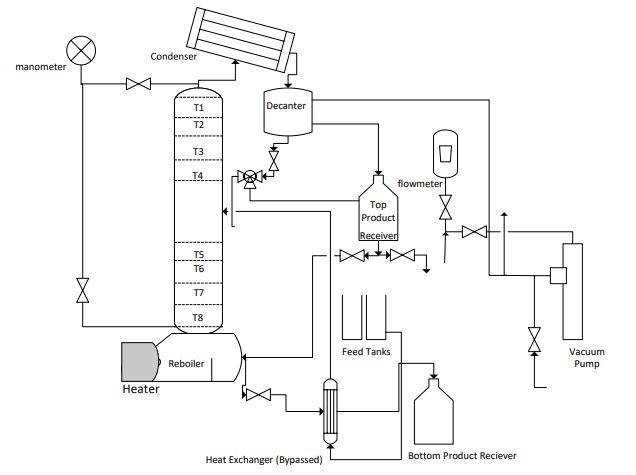 Condenser
manometer
Decanter
T1
T2
T3
T4
flowmeter
Top
Product
Receiver
T5
T6
T7
T8
Feed Tanks
Vacuum
Pump
Reboiler
Heater
Heat Exchanger (Bypassed)
Bottom Product Reciever